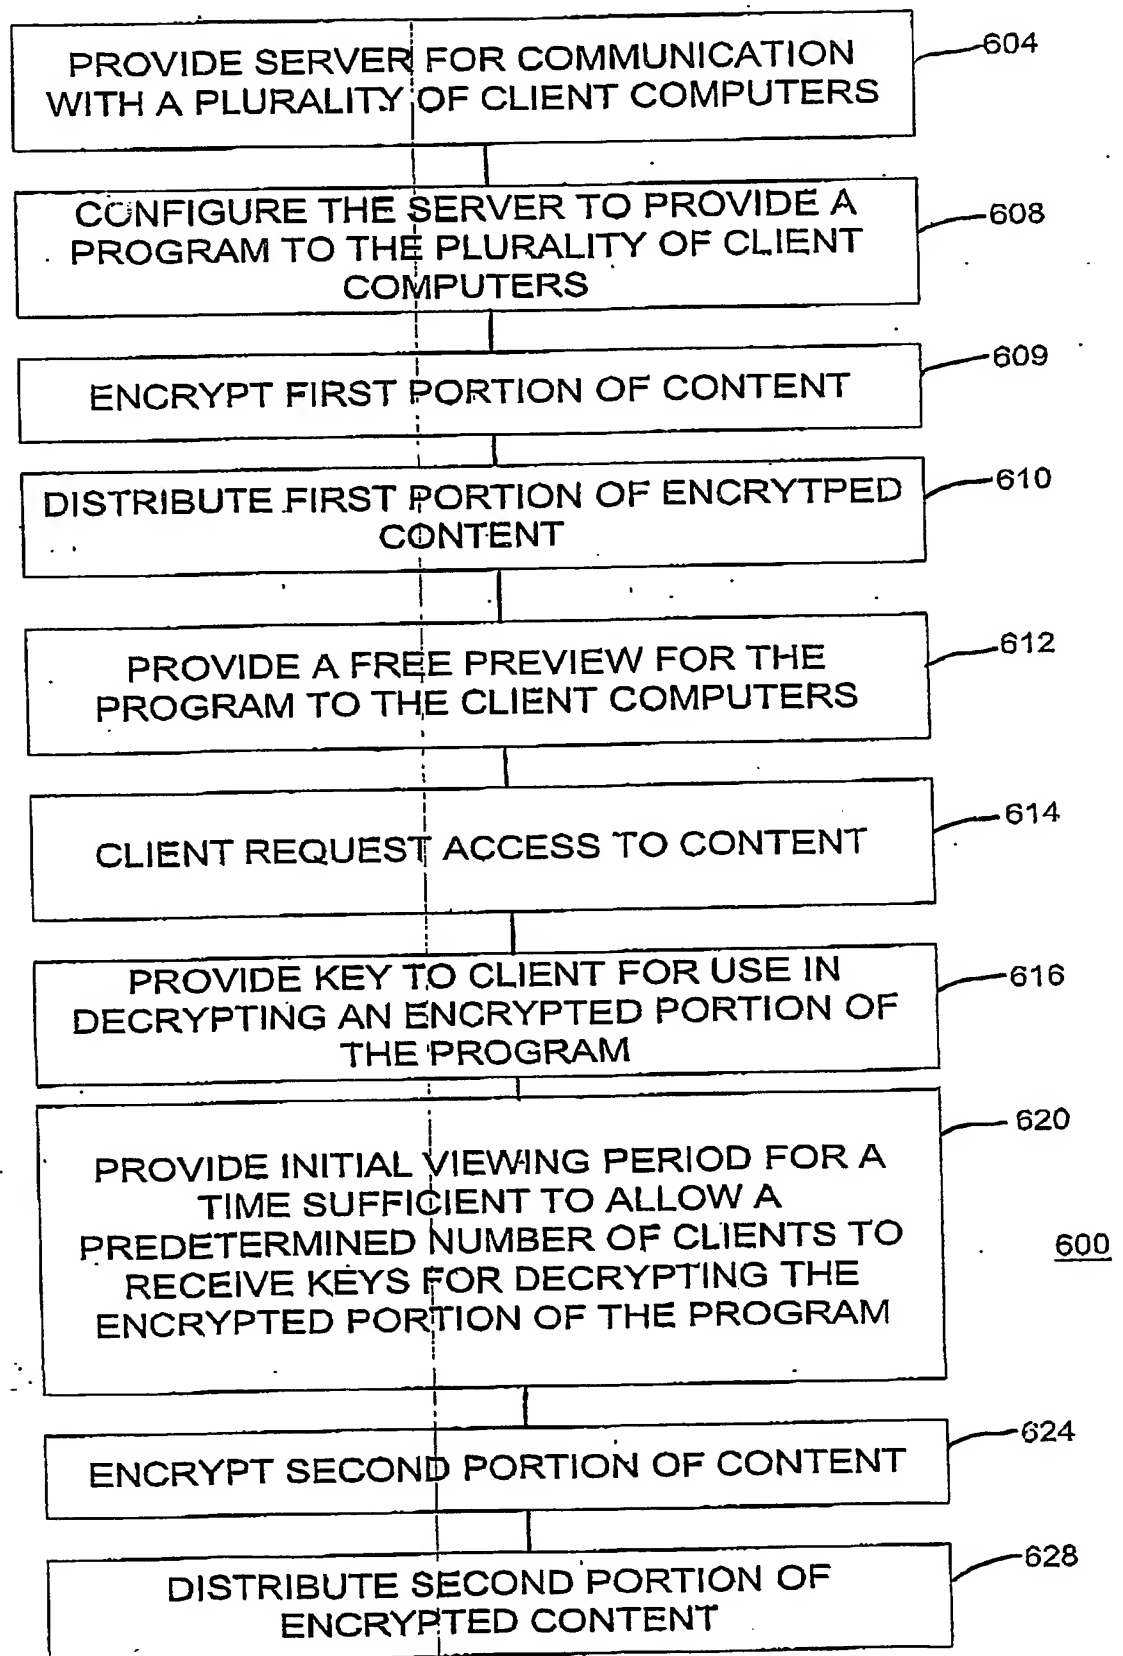 PROVIDE SERVER FOR COMMUNICATION
WITH A PLURALITY OF CLIENT COMPUTERS
604
CONFIGURE THE SERVER TO PROVIDE A
PROGRAM TO THE PLURALITY OF CLIENT
COMPUTERS
608
ENCRYPT FIRST PORTION OF CONTENT
609
DISTRIBUTE FIRST PORTION OF ENCRYTPED
CONTENT
610
PROVIDE A FREE PREVIEW FOR THE
PROGRAM TO THE CLIENT COMPUTERS
612
CLIENT REQUEST ACCESS TO CONTENT
614
PROVIDE KEY TO CLIENT FOR USE IN
DECRYPTING AN ENCRYPTED PORTION OF
THE PROGRAM
616
PROVIDE INITIAL VIEWING PERIOD FOR A
TIME SUFFICIENT TO ALLOW A
PREDETERMINED NUMBER OF CLIENTS TO
RECEIVE KEYS FOR DECRYPTING THE
ENCRYPTED PORTION OF THE PROGRAM
620
600
ENCRYPT SECOND PORTION OF CONTENT
624
DISTRIBUTE SECOND PORTION OF
ENCRYPTED CONTENT
628